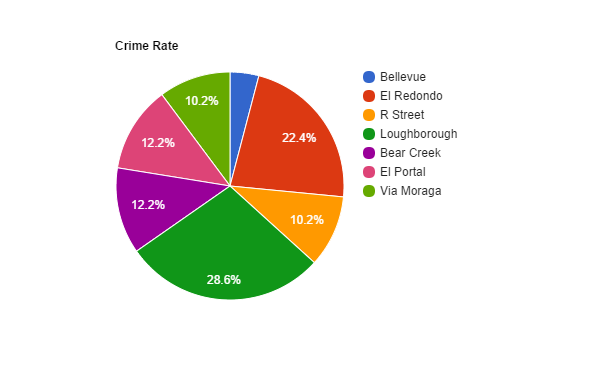 Crime Rate
Bellevue
El Redondo
R Street
Loughborough
Bear Creek
El Portal
Via Moraga
10.2%
22.4%
12.2%
12.2%
10.2%
28.6%